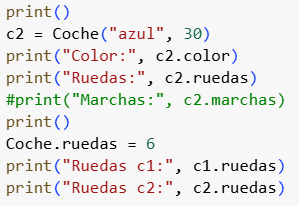 print()
c2 = Coche("azul", 30)
print("Color:", c2.color)
print("Ruedas:", c2.ruedas)
#print("Marchas:", c2.marchas)
print()
Coche.ruedas = 6
print("Ruedas c1:", c1.ruedas)
print("Ruedas c2:", c2.ruedas)